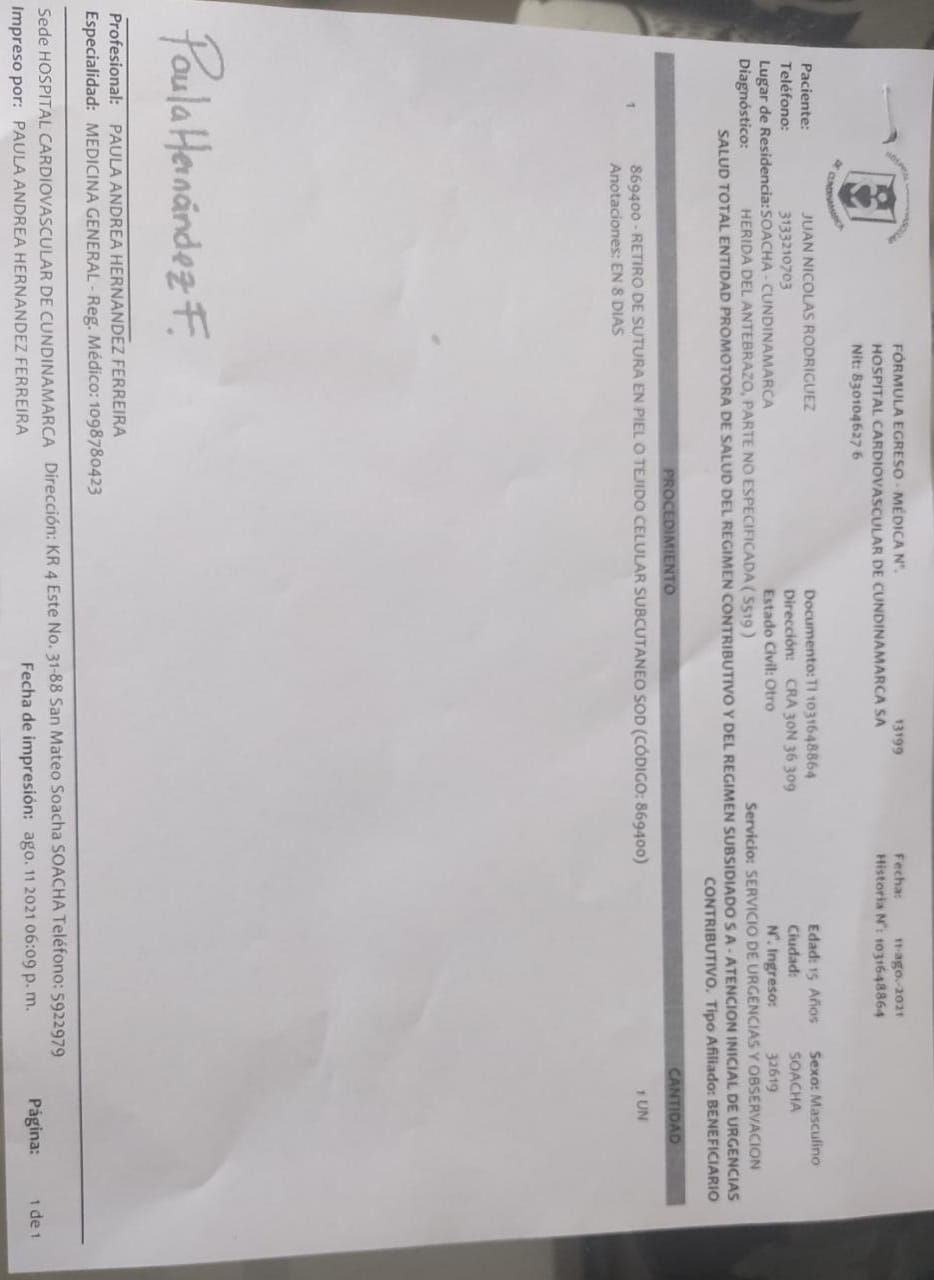 HOSPITAL CARDIOVASCULAR
DE CUNDINAMARCA
FÓRMULA EGRESO - MÉDICA N°. 13199 Fecha: 11-ago.-2021
HOSPITAL CARDIOVASCULAR DE CUNDINAMARCA SA Historia N°: 1031648864
Nit: 830104627 6
Paciente: JUAN NICOLAS RODRIGUEZ Documento: TI 1031648864 Edad: 15 Años Sexo: Masculino
Teléfono: 3133210703 Dirección: CRA 30N 36 309 Ciudad: SOACHA
Lugar de Residencia: SOACHA - CUNDINAMARCA Estado Civil: Otro N°. Ingreso: 32619
Diagnóstico: HERIDA DEL ANTEBRAZO, PARTE NO ESPECIFICADA ( S519 ) Servicio: SERVICIO DE URGENCIAS Y OBSERVACION
SALUD TOTAL ENTIDAD PROMOTORA DE SALUD DEL REGIMEN CONTRIBUTIVO Y DEL REGIMEN SUBSIDIADO S A - ATENCION INICIAL DE URGENCIAS
CONTRIBUTIVO. Tipo Afiliado: BENEFICIARIO
PROCEDIMIENTO CANTIDAD
1 869400 - RETIRO DE SUTURA EN PIEL O TEJIDO CELULAR SUBCUTANEO SOD (CÓDIGO: 869400) 1 UN
Anotaciones: EN 8 DIAS
Paula Hernández F.
Profesional: PAULA ANDREA HERNANDEZ FERREIRA
Especialidad: MEDICINA GENERAL - Reg. Médico: 1098780423
Sede HOSPITAL CARDIOVASCULAR DE CUNDINAMARCA Dirección: KR 4 Este No. 31-88 San Mateo Soacha SOACHA Teléfono: 5922979
Impreso por: PAULA ANDREA HERNANDEZ FERREIRA Fecha de impresión: ago. 11 2021 06:09 p. m. Página: 1 de 1